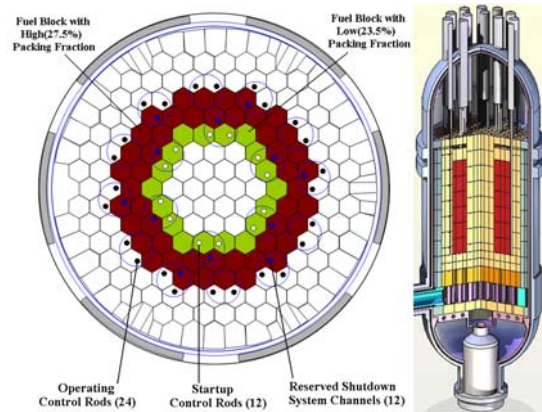 Fuel Block with
High(27.5%)
Packing Fraction
Fuel Block with
Low(23.5%)
Packing Fraction
Operating
Control Rods (24)
Startup
Control Rods (12)
Reserved Shutdown
System Channels (12)